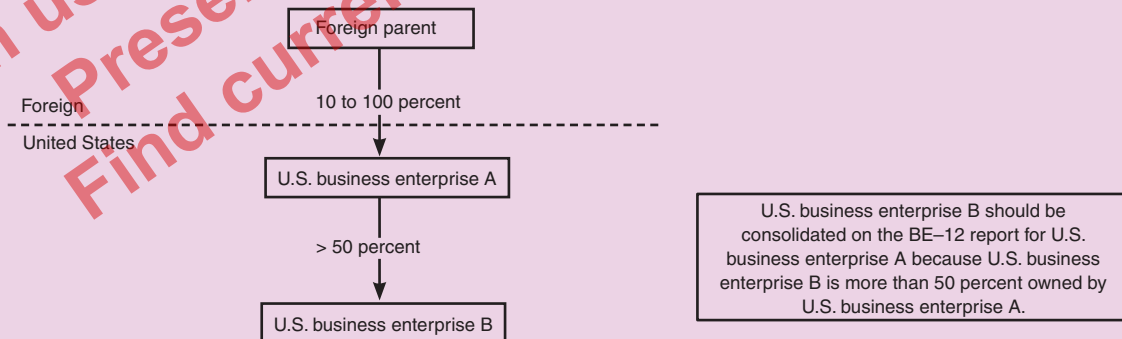 Foreign parent
Foreign
10 to 100 percent
United States
U.S. business enterprise A
> 50 percent
U.S. business enterprise B
U.S. business enterprise B should be
consolidated on the BE–12 report for U.S.
business enterprise A because U.S. business
enterprise B is more than 50 percent owned by
U.S. business enterprise A.
Find